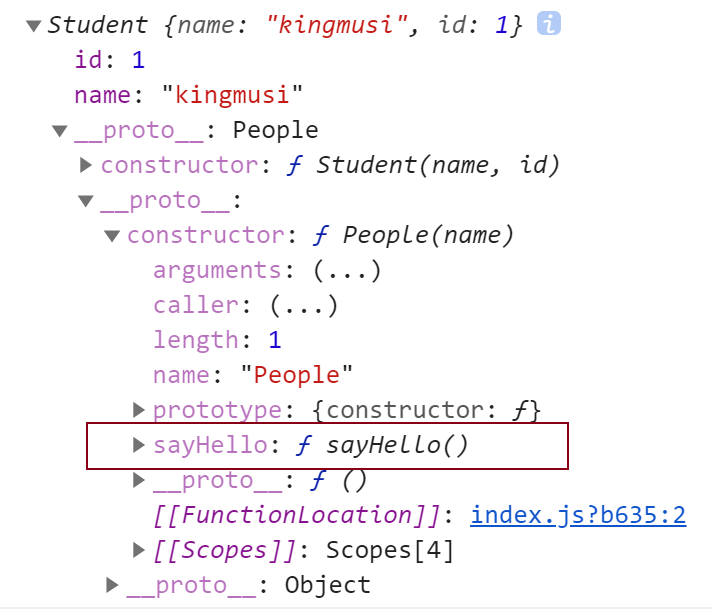 Student {name: "kingmusi", id: 1} i
id: 1
name: "kingmusi"
__proto__: People
constructor: ƒ Student(name, id)
__proto__:
constructor: ƒ People(name)
arguments: (...)
caller: (...)
length: 1
name: "People"
prototype: {constructor: ƒ}
sayHello: ƒ sayHello()
__proto__: ƒ ()
[[FunctionLocation]]: index.js?b635:2
[[Scopes]]: Scopes[4]
__proto__: Object